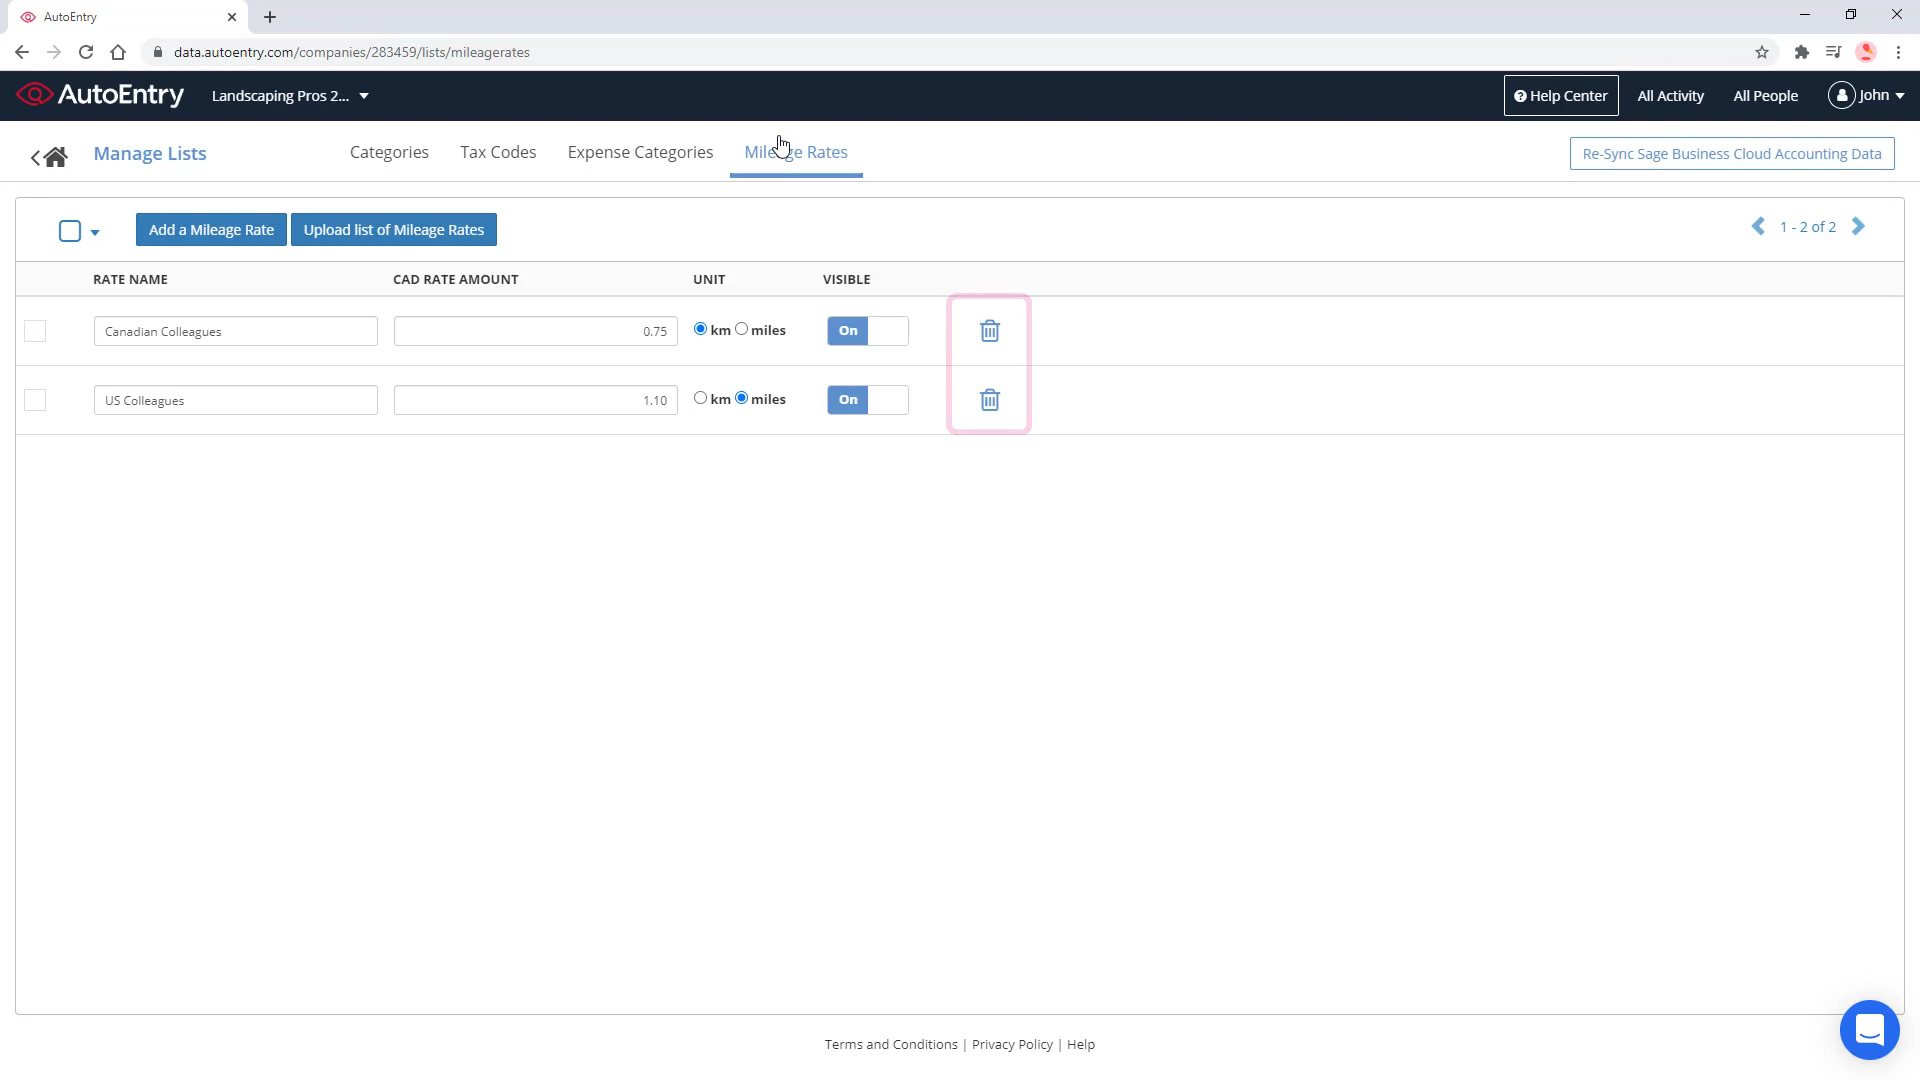 AutoEntry
data.autoentry.com/companies/283459/lists/mileagerates
AutoEntry
Landscaping Pros 2...
Help Center
All Activity
All People
John
Manage Lists
Categories
Tax Codes
Expense Categories
Mileage Rates
Re-Sync Sage Business Cloud Accounting Data
Add a Mileage Rate
Upload list of Mileage Rates
1 - 2 of 2
RATE NAME CAD RATE AMOUNT UNIT VISIBLE
Canadian Colleagues 0.75 km miles On
US Colleagues 1.10 km miles On
Terms and Conditions | Privacy Policy | Help